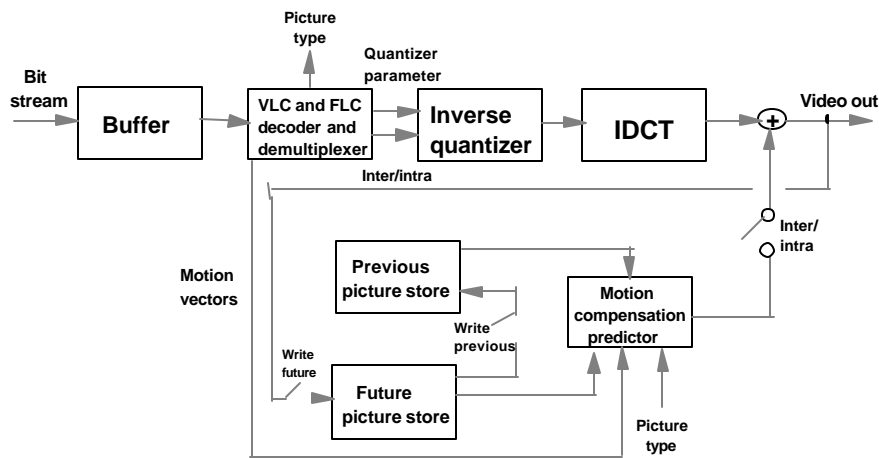 Picture
type
Quantizer
parameter
Bit
stream
Buffer
VLC and FLC
decoder and
demultiplexer
Inverse
quantizer
IDCT
+
Video out
Inter/intra
Inter/
intra
Motion
vectors
Previous
picture store
Motion
compensation
predictor
Write
previous
Write
future
Future
picture store
Picture
type